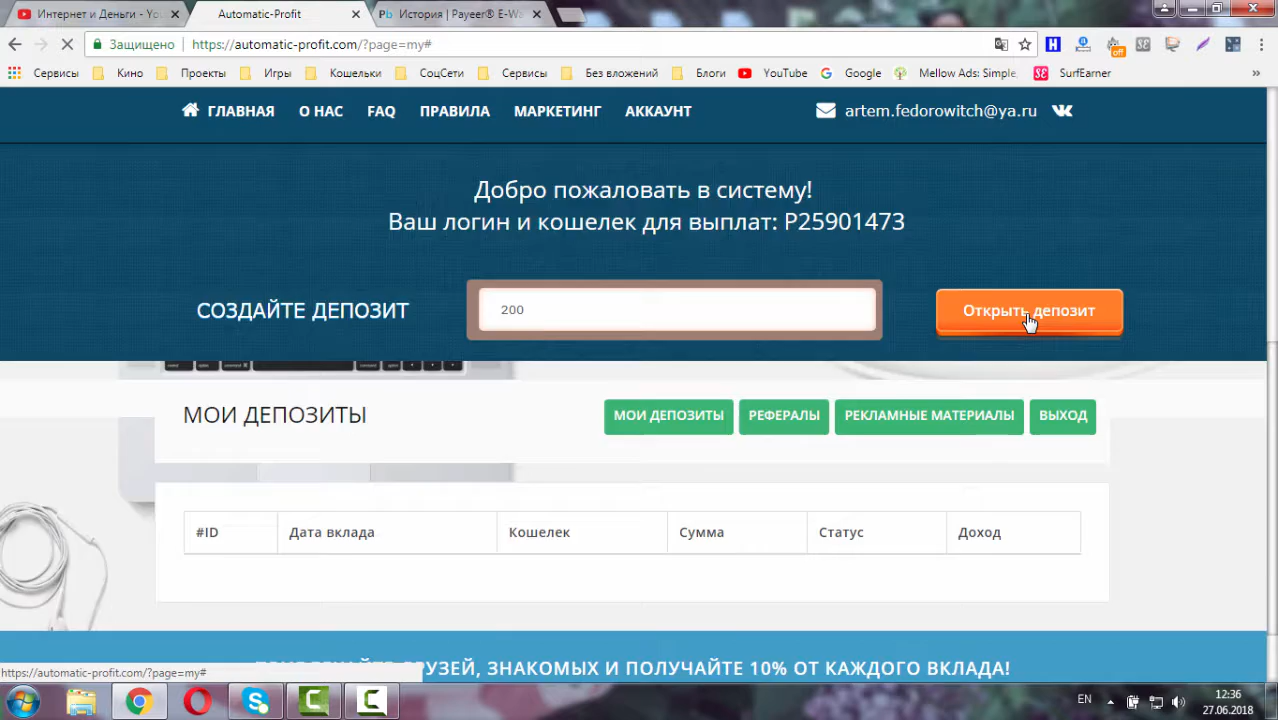 Интернет и Деньги - You
Automatic-Profit
История | Payeer® E-Wa
Защищено
https://automatic-profit.com/?page=my#
Сервисы
Кино
Проекты
Игры
Кошельки
СоцСети
Сервисы
Без вложений
Блоги
YouTube
Google
Mellow Ads: Simple,
SurfEarner
ГЛАВНАЯ
О НАС
FAQ
ПРАВИЛА
МАРКЕТИНГ
АККАУНТ
artem.fedorowitch@ya.ru
Добро пожаловать в систему!
Ваш логин и кошелек для выплат: P25901473
СОЗДАЙТЕ ДЕПОЗИТ
200
Открыть депозит
МОИ ДЕПОЗИТЫ
МОИ ДЕПОЗИТЫ
РЕФЕРАЛЫ
РЕКЛАМНЫЕ МАТЕРИАЛЫ
ВЫХОД
#ID
Дата вклада
Кошелек
Сумма
Статус
Доход
ДРУЗЕЙ, ЗНАКОМЫХ И ПОЛУЧАЙТЕ 10% ОТ КАЖДОГО ВКЛАДА!
https://automatic-profit.com/?page=my#
EN
12:36
27.06.2018